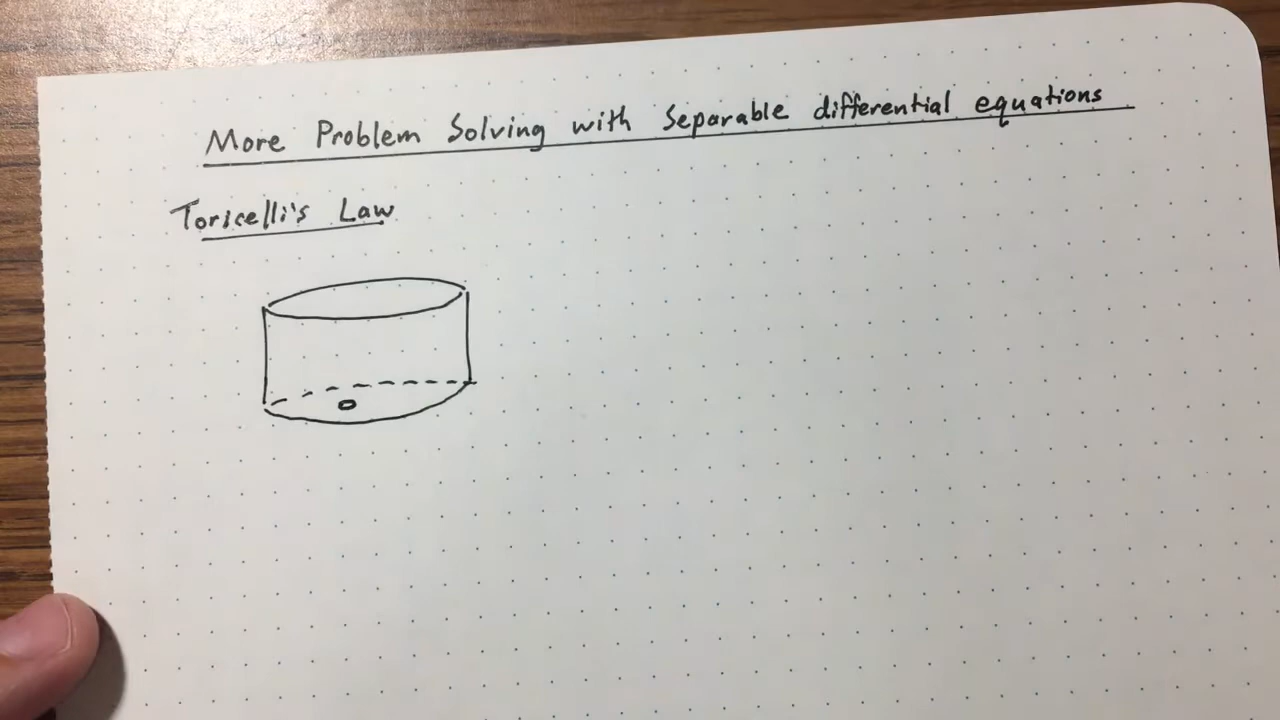 More Problem Solving with Separable differential equations
Toricelli's Law